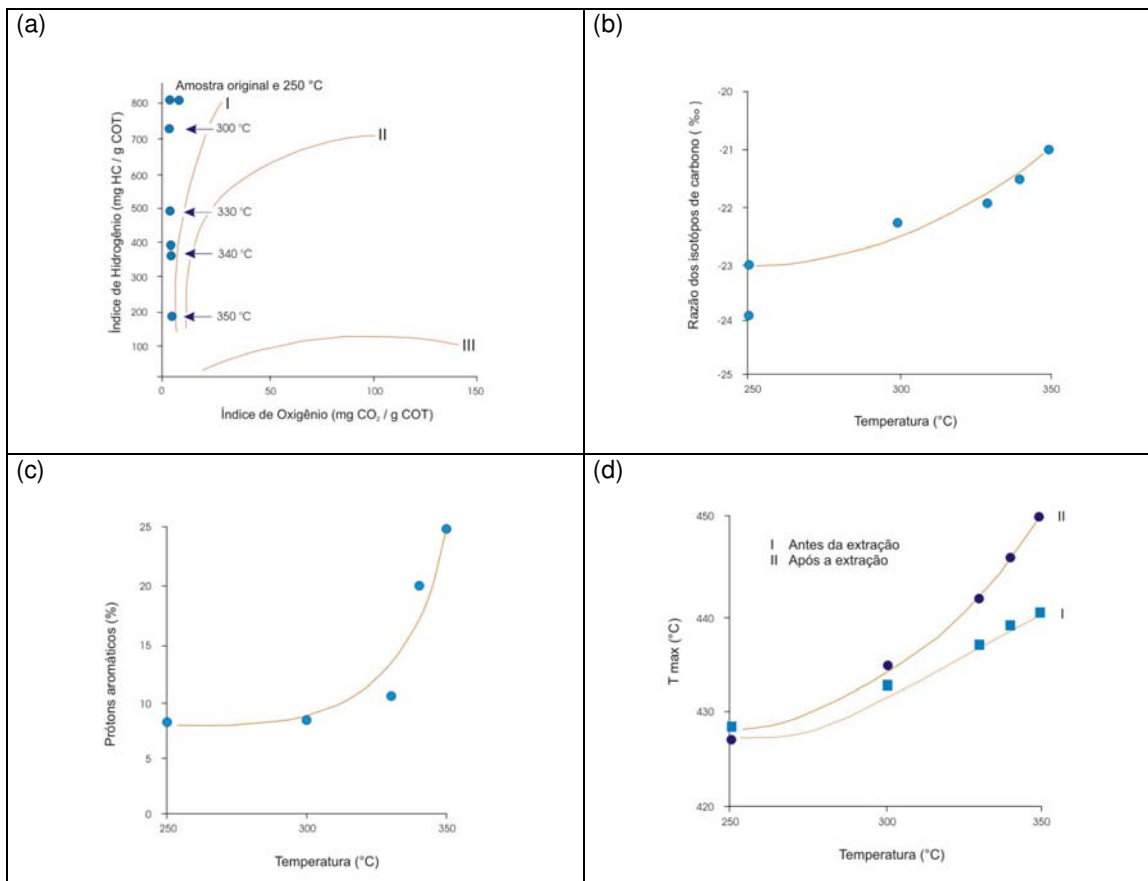 (a)
Amostra original e 250 °C
Índice de Hidrogênio (mg HC / g COT)
800
700
600
500
400
300
200
100
I
II
III
300 °C
330 °C
340 °C
350 °C
0
50
100
150
Índice de Oxigênio (mg CO₂ / g COT)
(b)
Razão dos isotópos de carbono ( ‰ )
-20
-21
-22
-23
-24
-25
250
300
350
Temperatura (°C)
(c)
Prótons aromáticos (%)
25
20
15
10
5
0
250
300
350
Temperatura (°C)
(d)
T max (°C)
450
440
430
420
I Antes da extração
II Após a extração
II
I
250
300
350
Temperatura (°C)